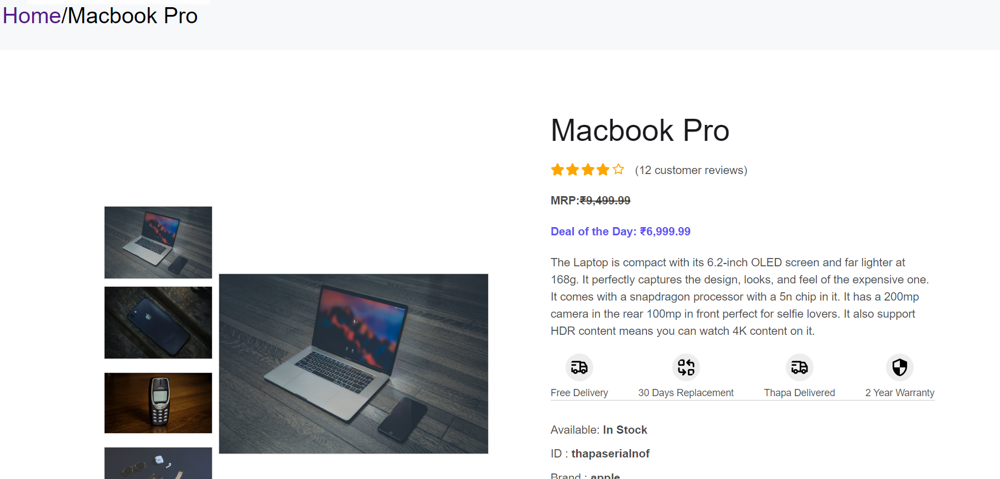 Home/Macbook Pro
Macbook Pro
(12 customer reviews)
MRP:₹9,499.99
Deal of the Day: ₹6,999.99
The Laptop is compact with its 6.2-inch OLED screen and far lighter at
168g. It perfectly captures the design, looks, and feel of the expensive one.
It comes with a snapdragon processor with a 5n chip in it. It has a 200mp
camera in the rear 100mp in front perfect for selfie lovers. It also support
HDR content means you can watch 4K content on it.
Free Delivery
30 Days Replacement
Thapa Delivered
2 Year Warranty
Available: In Stock
ID : thapaserialnof
Brand : apple